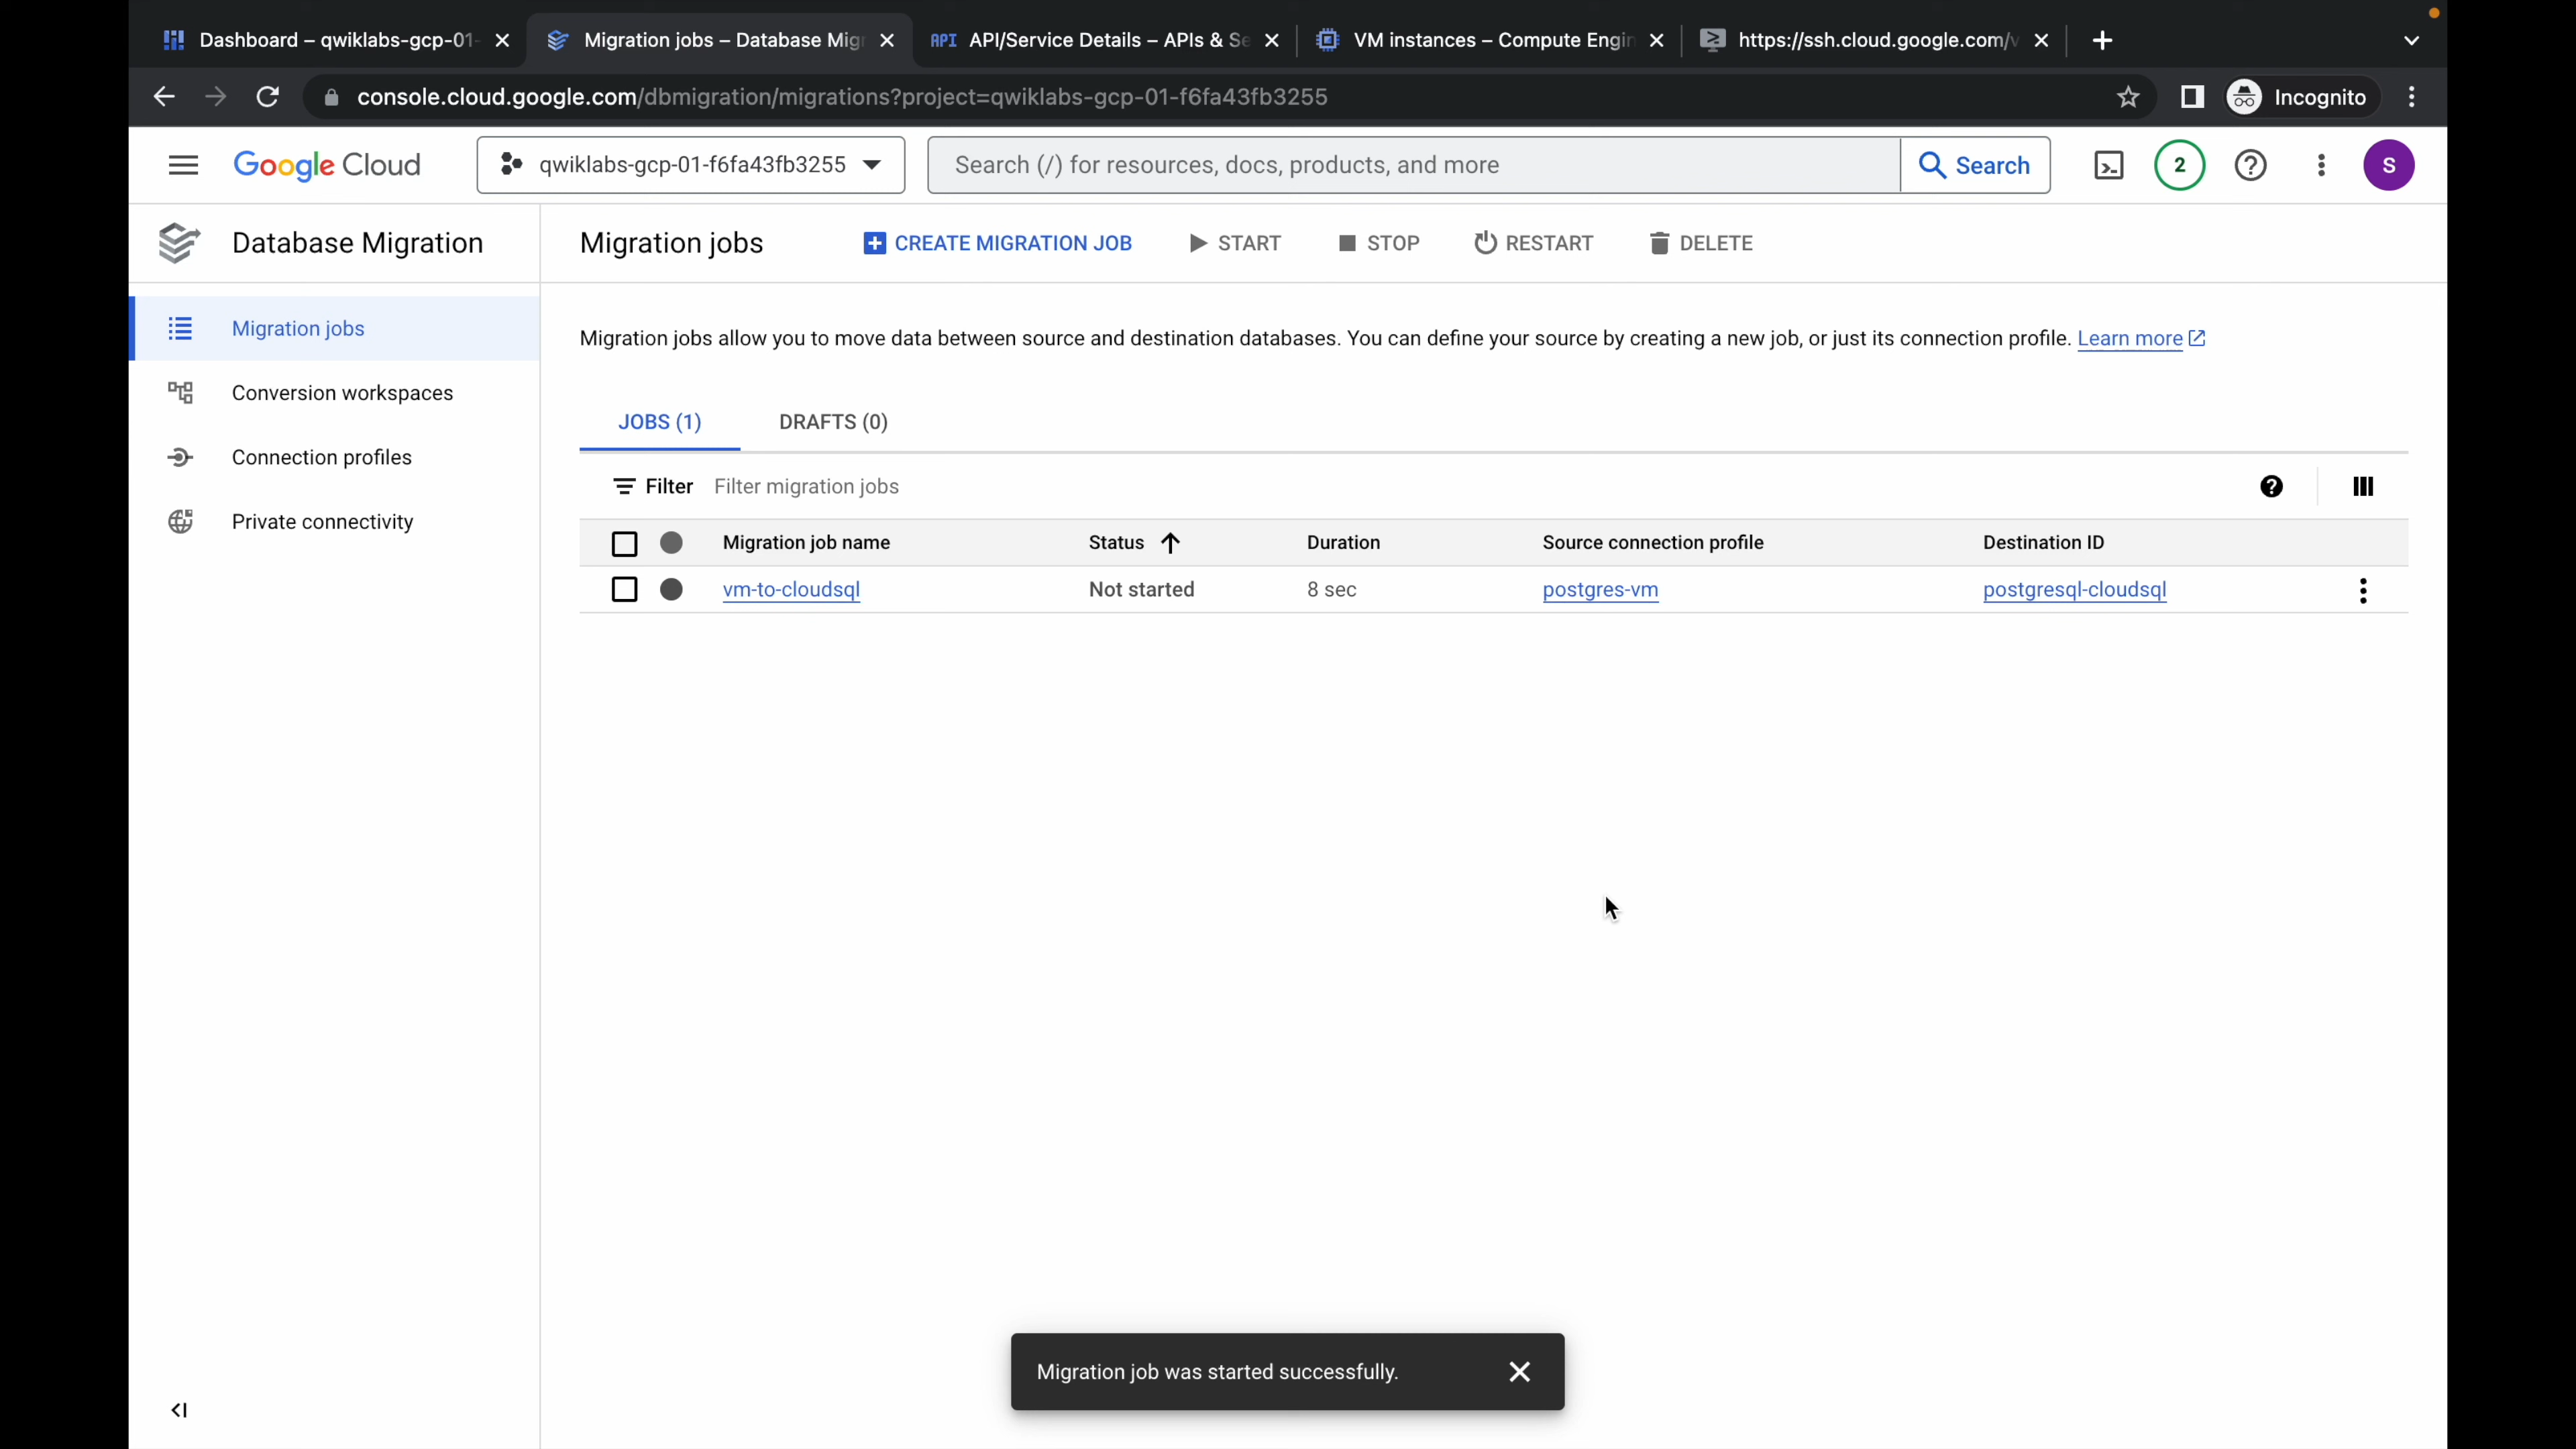 Dashboard – qwiklabs-gcp-01-
Migration jobs – Database Mig
API API/Service Details – APIs & Se
VM instances – Compute Engin
https://ssh.cloud.google.com/v
console.cloud.google.com/dbmigration/migrations?project=qwiklabs-gcp-01-f6fa43fb3255
Incognito
Google Cloud
qwiklabs-gcp-01-f6fa43fb3255
Search (/) for resources, docs, products, and more
Search
2
S
Database Migration
Migration jobs
CREATE MIGRATION JOB
START
STOP
RESTART
DELETE
Migration jobs
Conversion workspaces
Connection profiles
Private connectivity
Migration jobs allow you to move data between source and destination databases. You can define your source by creating a new job, or just its connection profile. Learn more
JOBS (1)
DRAFTS (0)
Filter Filter migration jobs
Migration job name Status Duration Source connection profile Destination ID
vm-to-cloudsql Not started 8 sec postgres-vm postgresql-cloudsql
Migration job was started successfully.